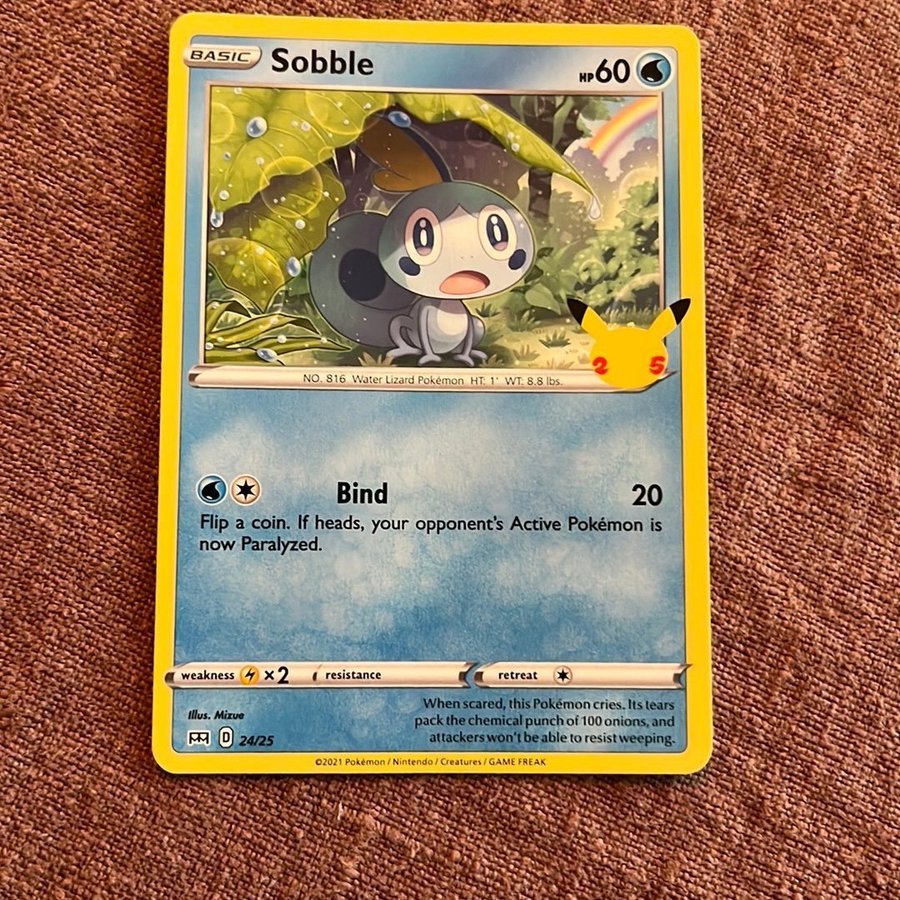 BASIC Sobble HP60
NO. 816 Water Lizard Pokémon HT: 1' WT: 8.8 lbs.
2 5
Bind 20
Flip a coin. If heads, your opponent's Active Pokémon is
now Paralyzed.
weakness ×2 resistance retreat
When scared, this Pokémon cries. Its tears
pack the chemical punch of 100 onions, and
attackers won't be able to resist weeping.
Illus. Mizue
D 24/25
©2021 Pokémon / Nintendo / Creatures / GAME FREAK